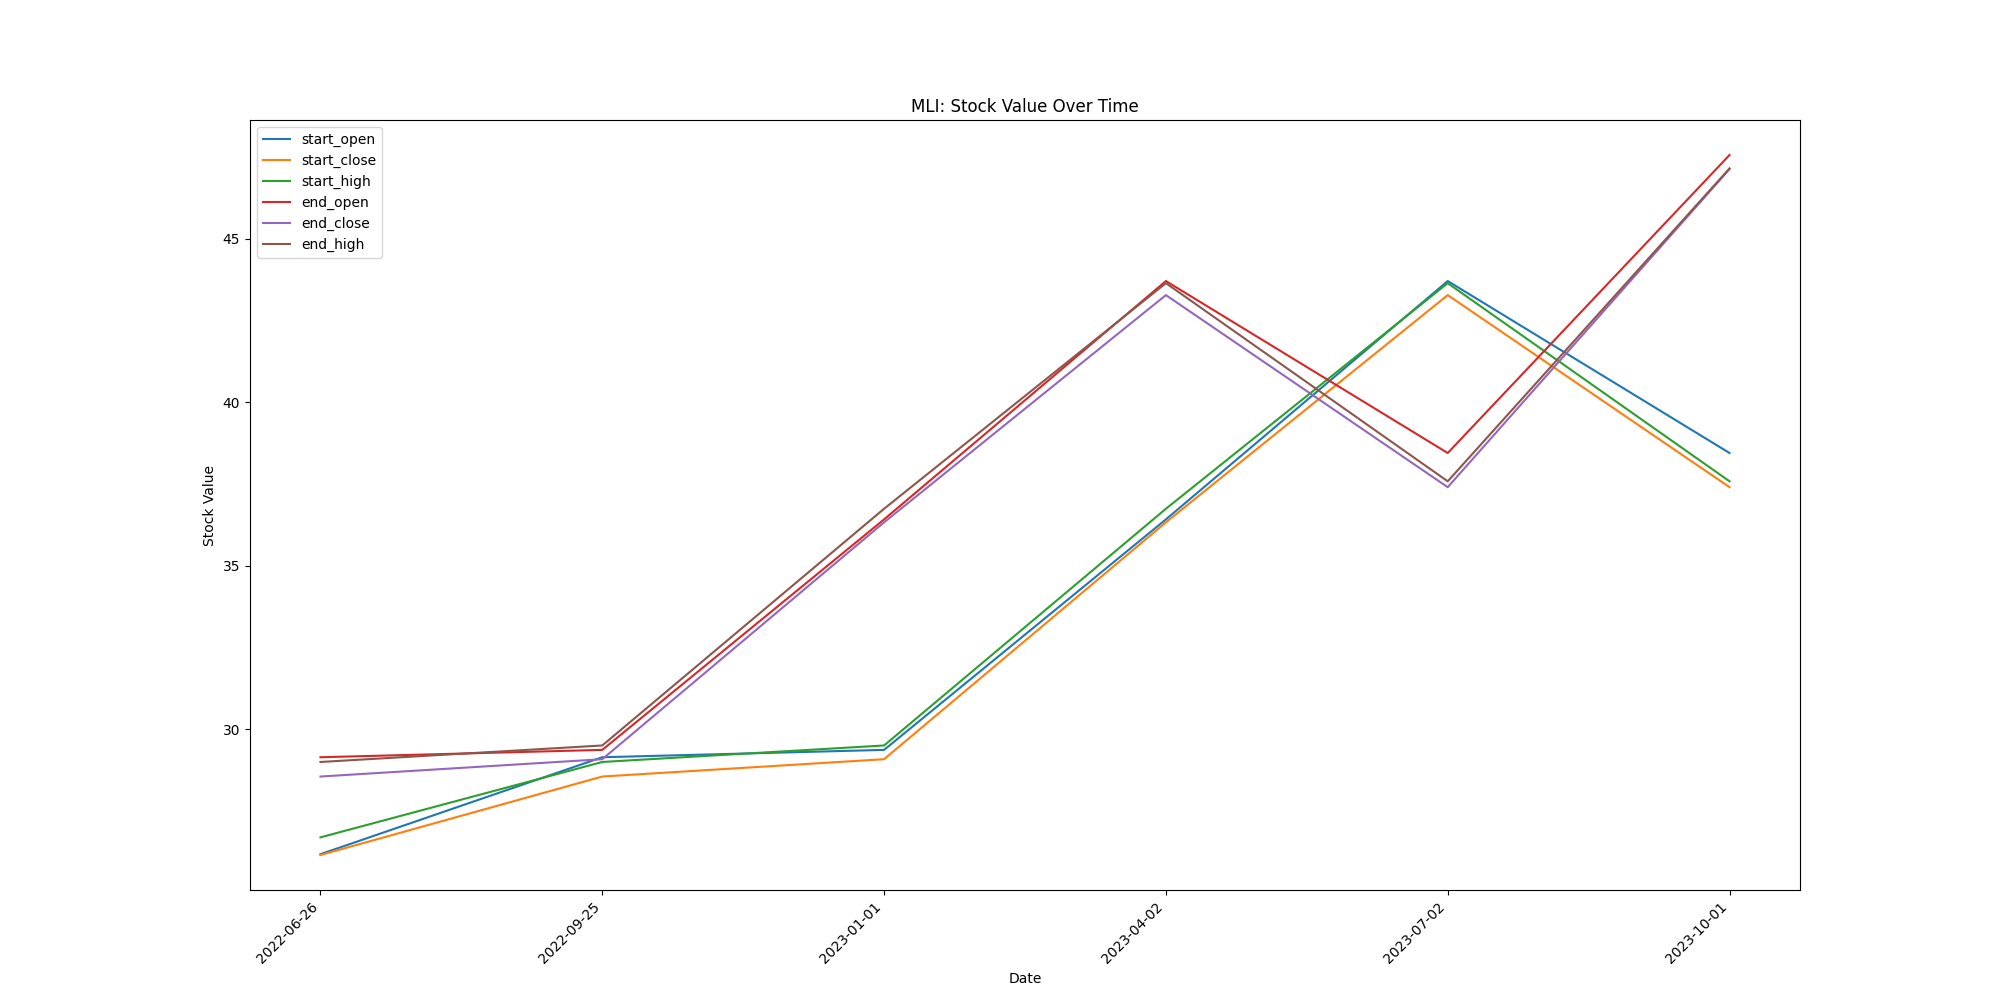 MLI: Stock Value Over Time
start_open
start_close
start_high
end_open
end_close
end_high
45
40
35
30
Stock Value
2022-06-26
2022-09-25
2023-01-01
2023-04-02
2023-07-02
2023-10-01
Date